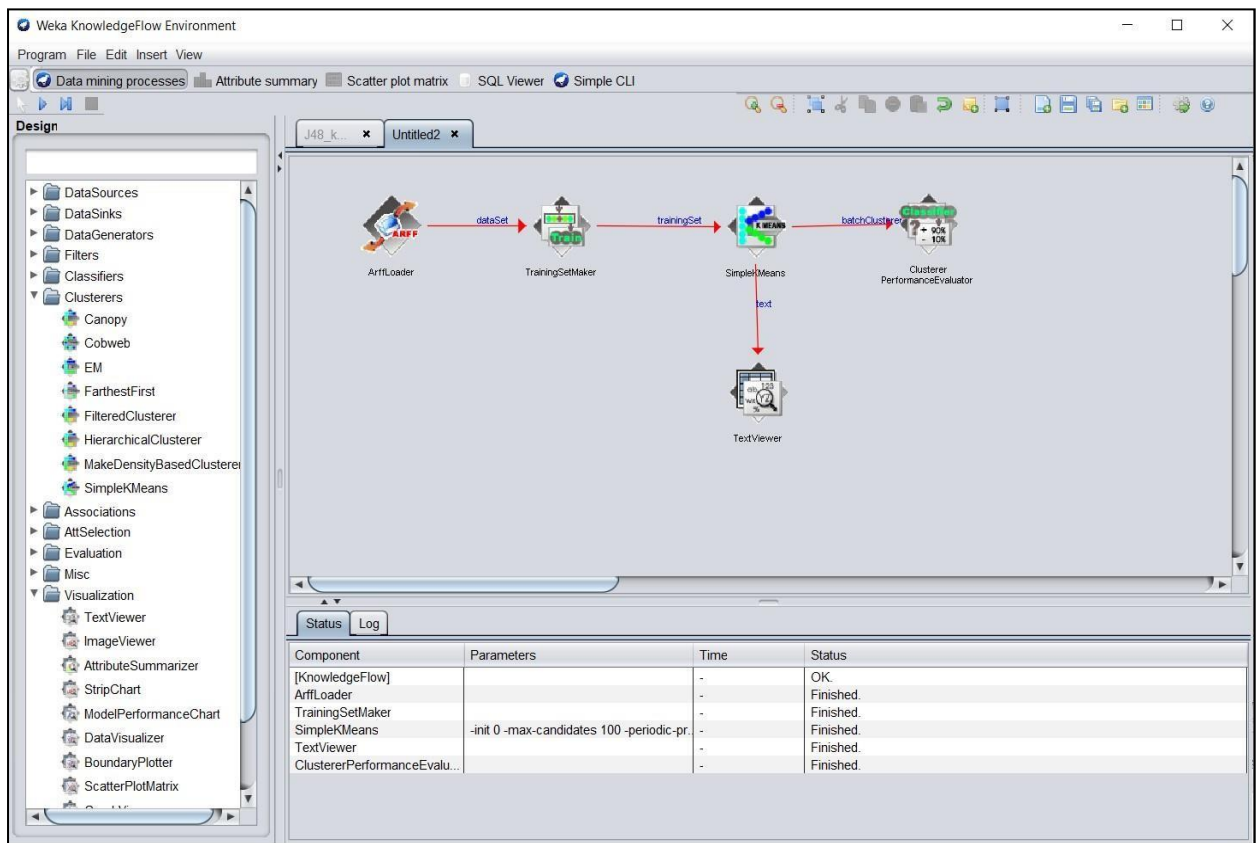 Weka KnowledgeFlow Environment
Program File Edit Insert View
Data mining processes Attribute summary Scatter plot matrix SQL Viewer Simple CLI
Design
J48_k... Untitled2
DataSources
DataSinks
DataGenerators
Filters
Classifiers
Clusterers
Canopy
Cobweb
EM
FarthestFirst
FilteredClusterer
HierarchicalClusterer
MakeDensityBasedClusterer
SimpleKMeans
Associations
AttSelection
Evaluation
Misc
Visualization
TextViewer
ImageViewer
AttributeSummarizer
StripChart
ModelPerformanceChart
DataVisualizer
BoundaryPlotter
ScatterPlotMatrix
ARFF
ArffLoader
dataSet
Train
TrainingSetMaker
trainingSet
K MEANS
SimpleKMeans
batchClusterer
Classifier
? + 90%
- 10%
Clusterer
PerformanceEvaluator
text
TextViewer
Status Log
Component Parameters Time Status
[KnowledgeFlow] - OK.
ArffLoader - Finished.
TrainingSetMaker - Finished.
SimpleKMeans -init 0 -max-candidates 100 -periodic-pr... - Finished.
TextViewer - Finished.
ClustererPerformanceEvalu... - Finished.